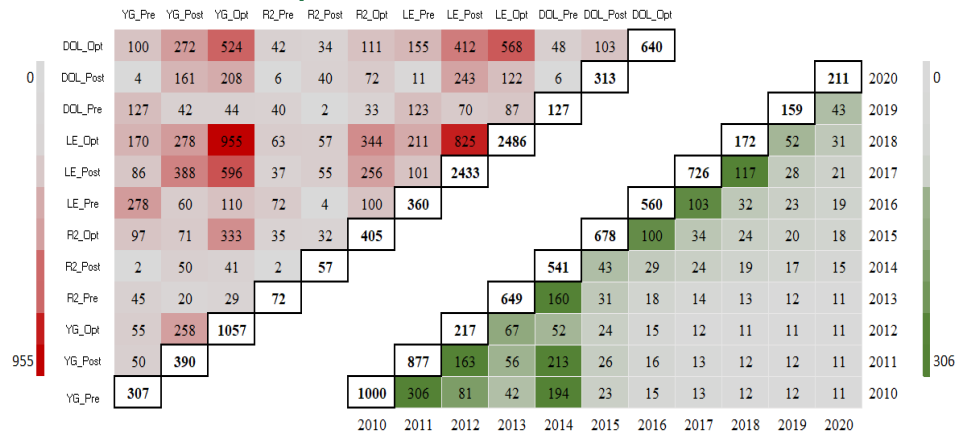 YG_Pre YG_Post YG_Opt R2_Pre R2_Post R2_Opt LE_Pre LE_Post LE_Opt DOL_Pre DOL_Post DOL_Opt
DOL_Opt 100 272 524 42 34 111 155 412 568 48 103 640
0 DOL_Post 4 161 208 6 40 72 11 243 122 6 313 211 2020 0
DOL_Pre 127 42 44 40 2 33 123 70 87 127 159 43 2019
LE_Opt 170 278 955 63 57 344 211 825 2486 172 52 31 2018
LE_Post 86 388 596 37 55 256 101 2433 726 117 28 21 2017
LE_Pre 278 60 110 72 4 100 360 560 103 32 23 19 2016
R2_Opt 97 71 333 35 32 405 678 100 34 24 20 18 2015
R2_Post 2 50 41 2 57 541 43 29 24 19 17 15 2014
R2_Pre 45 20 29 72 649 160 31 18 14 13 12 11 2013
YG_Opt 55 258 1057 217 67 52 24 15 12 11 11 11 2012
955 YG_Post 50 390 877 163 56 213 26 16 13 12 12 11 2011 306
YG_Pre 307 1000 306 81 42 194 23 15 13 12 12 11 2010
2010 2011 2012 2013 2014 2015 2016 2017 2018 2019 2020